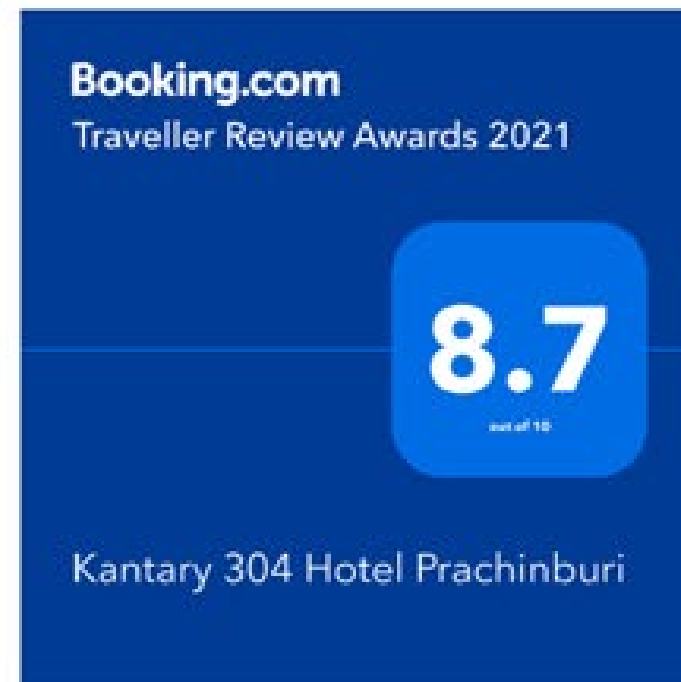 Booking.com
Traveller Review Awards 2021
8.7
out of 10
Kantary 304 Hotel Prachinburi